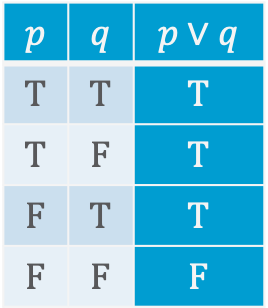 p q p ∨ q
T T T
T F T
F T T
F F F